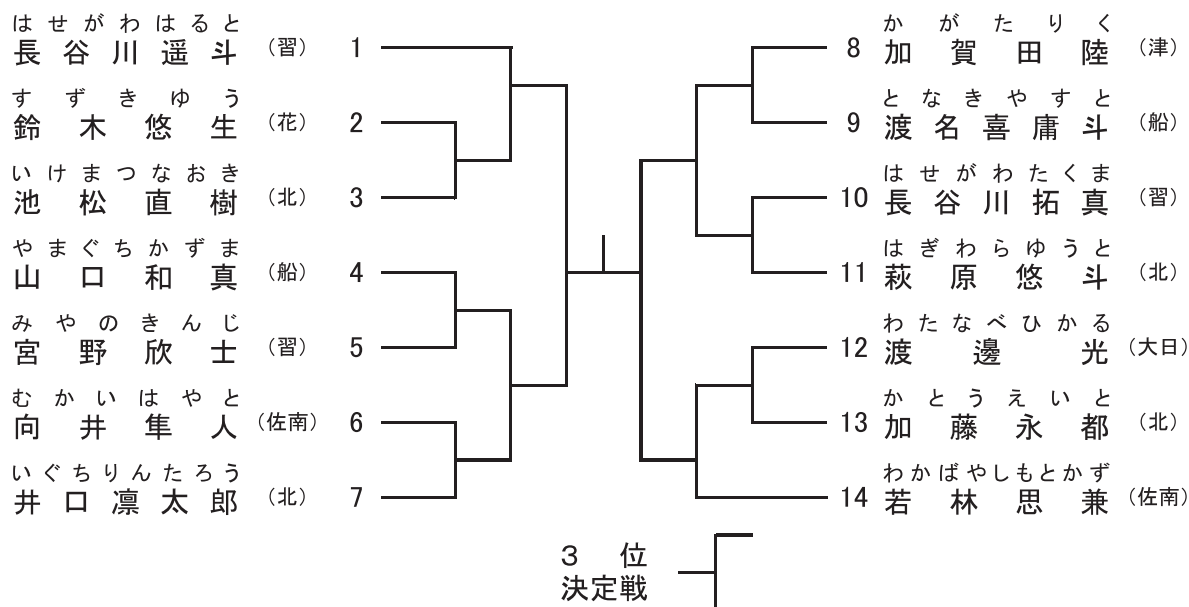 はせがわはると
長谷川遥斗 (習) 1
すずきゆう
鈴木悠生 (花) 2
いけまつなおき
池松直樹 (北) 3
やまぐちかずま
山口和真 (船) 4
みやのきんじ
宮野欣士 (習) 5
むかいはやと
向井隼人 (佐南) 6
いぐちりんたろう
井口凛太郎 (北) 7
かがたりく
8 加賀田陸 (津)
となきやすと
9 渡名喜庸斗 (船)
はせがわたくま
10 長谷川拓真 (習)
はぎわらゆうと
11 萩原悠斗 (北)
わたなべひかる
12 渡邊光 (大日)
かとうえいと
13 加藤永都 (北)
わかばやしもとかず
14 若林思兼 (佐南)
3位
決定戦